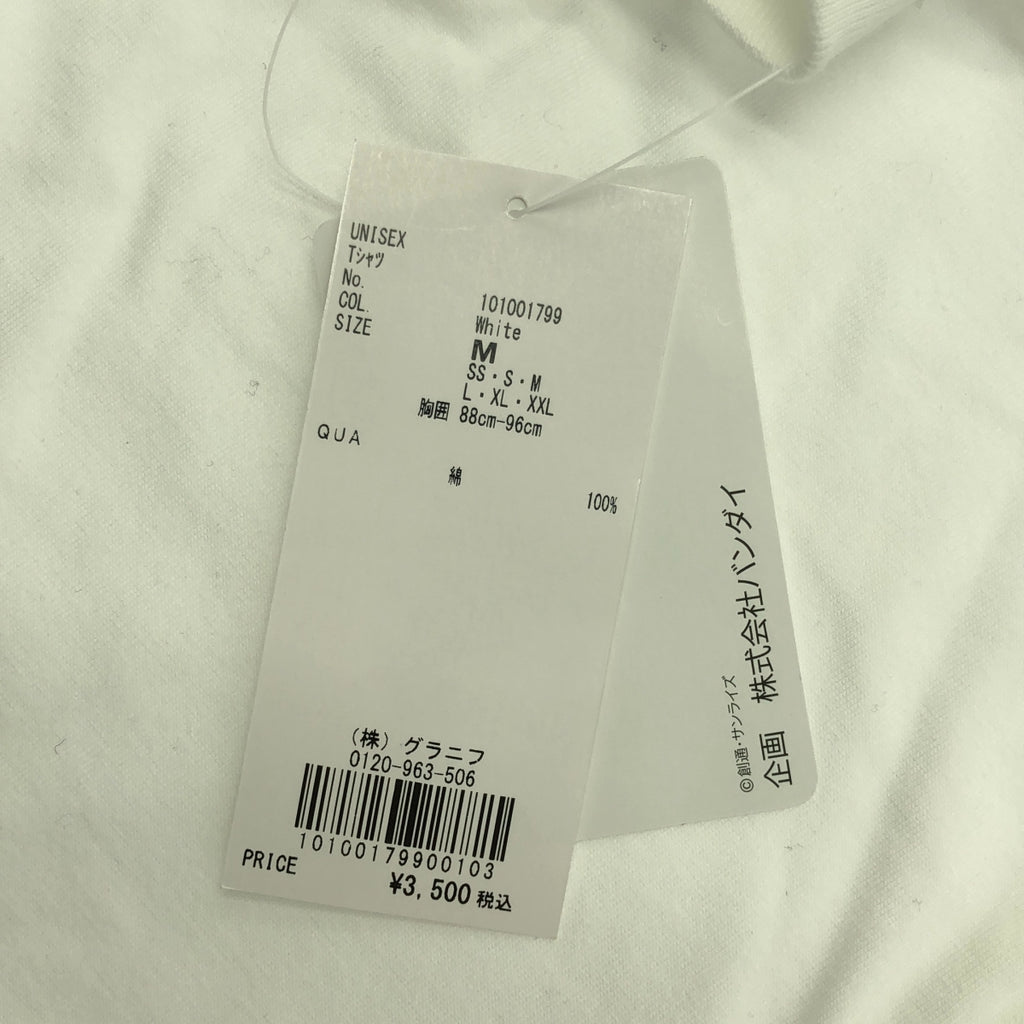 UNISEX
Tシャツ
No. 101001799
COL. White
SIZE M
SS・S・M
L・XL・XXL
胸囲 88cm-96cm
QUA
綿 100%
(株) グラニフ
0120-963-506
10100179900103
PRICE ¥3,500 税込
©創通・サンライズ
企画 株式会社バンダイ